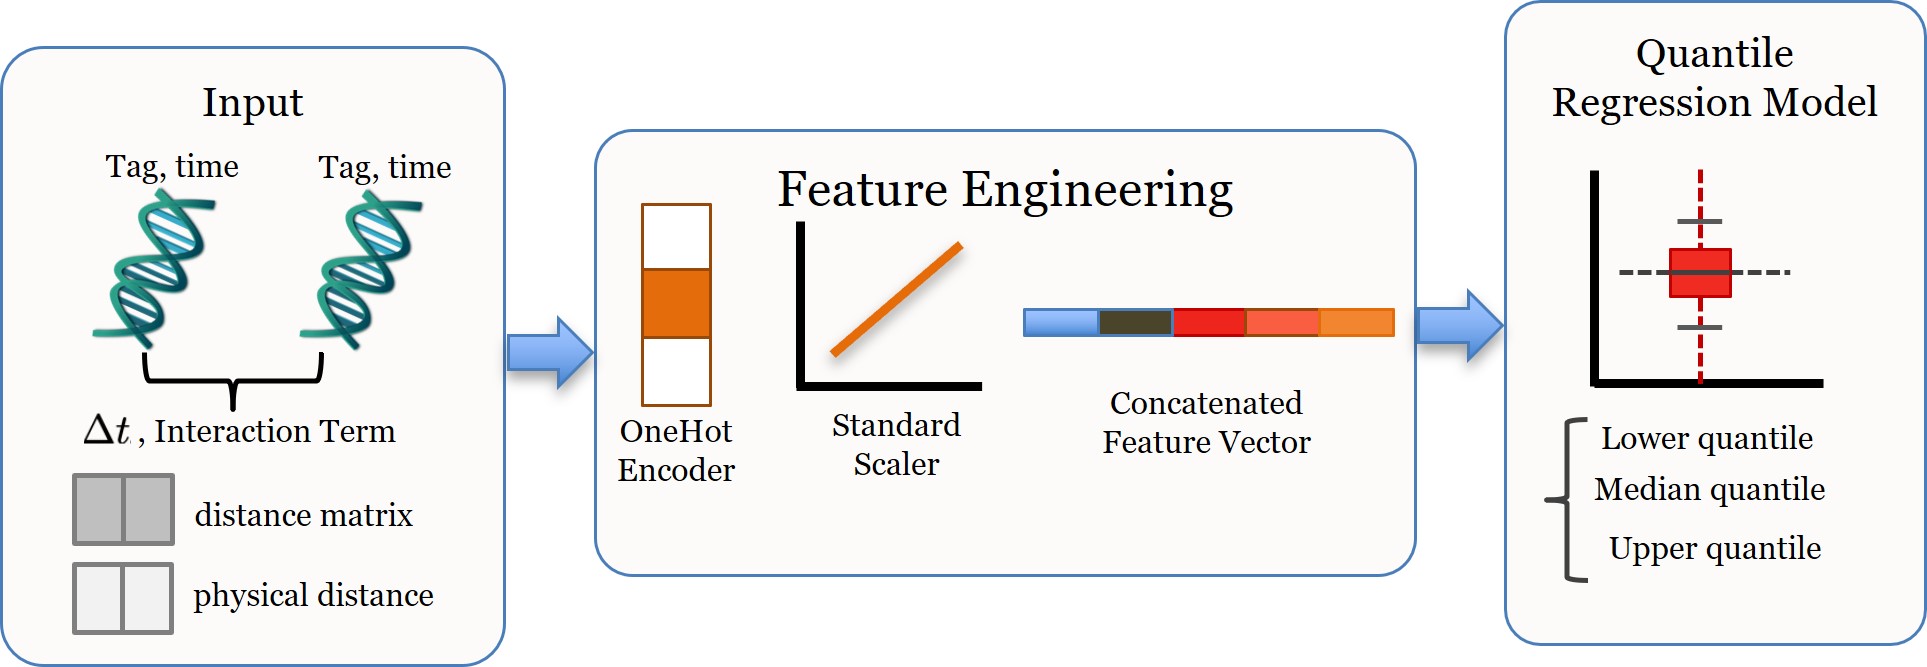 Input
Tag, time
Tag, time
Δt, Interaction Term
distance matrix
physical distance
Feature Engineering
OneHot
Encoder
Standard
Scaler
Concatenated
Feature Vector
Quantile
Regression Model
Lower quantile
Median quantile
Upper quantile